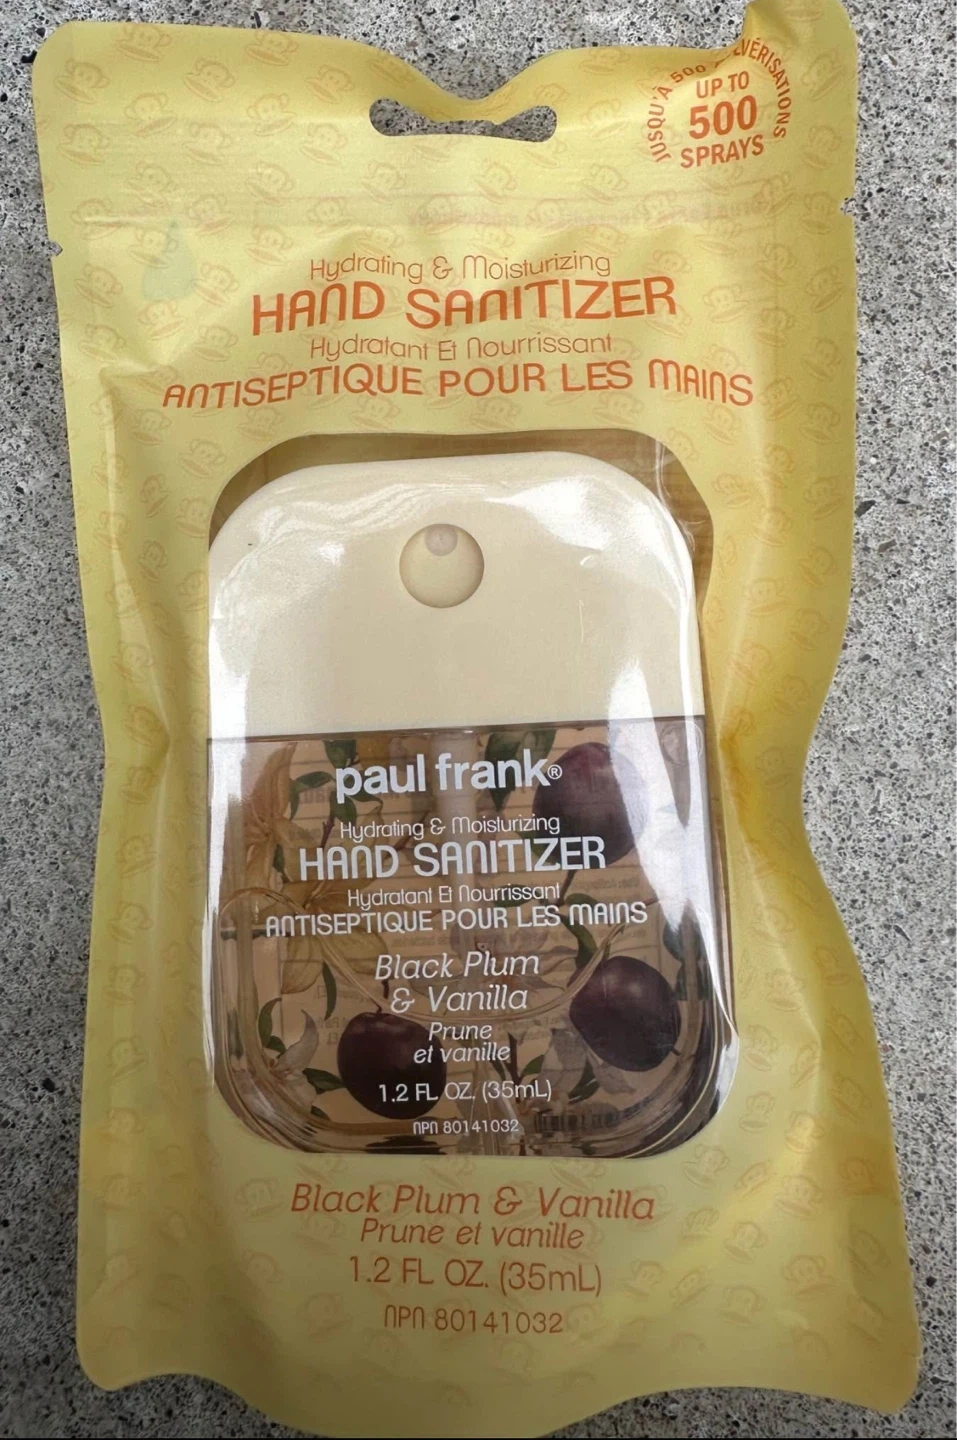 JUSQU'À 500 PULVÉRISATIONS
UP TO
500
SPRAYS
Hydrating & Moisturizing
HAND SANITIZER
Hydratant Et Nourrissant
ANTISEPTIQUE POUR LES MAINS
paul frank®
Hydrating & Moisturizing
HAND SANITIZER
Hydratant Et Nourrissant
ANTISEPTIQUE POUR LES MAINS
Black Plum
& Vanilla
Prune
et vanille
1.2 FL OZ. (35mL)
NPN 80141032
Black Plum & Vanilla
Prune et vanille
1.2 FL OZ. (35mL)
NPN 80141032